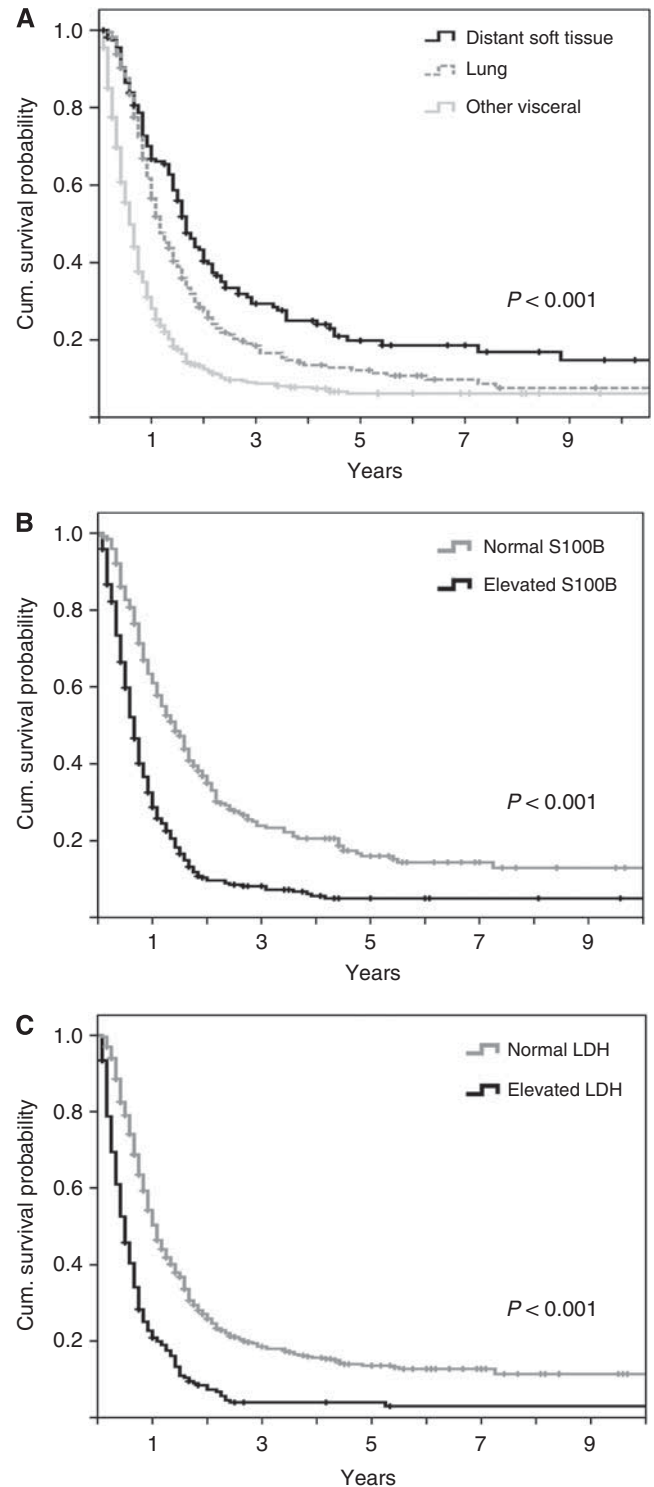 A
Cum. survival probability
1.0
0.8
0.6
0.4
0.2
Distant soft tissue
Lung
Other visceral
P < 0.001
1 3 5 7 9
Years
B
Cum. survival probability
1.0
0.8
0.6
0.4
0.2
Normal S100B
Elevated S100B
P < 0.001
1 3 5 7 9
Years
C
Cum. survival probability
1.0
0.8
0.6
0.4
0.2
Normal LDH
Elevated LDH
P < 0.001
1 3 5 7 9
Years